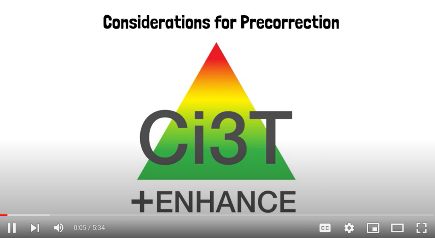 Considerations for Precorrection
Ci3T
+ENHANCE
0:05 / 5:34
CC